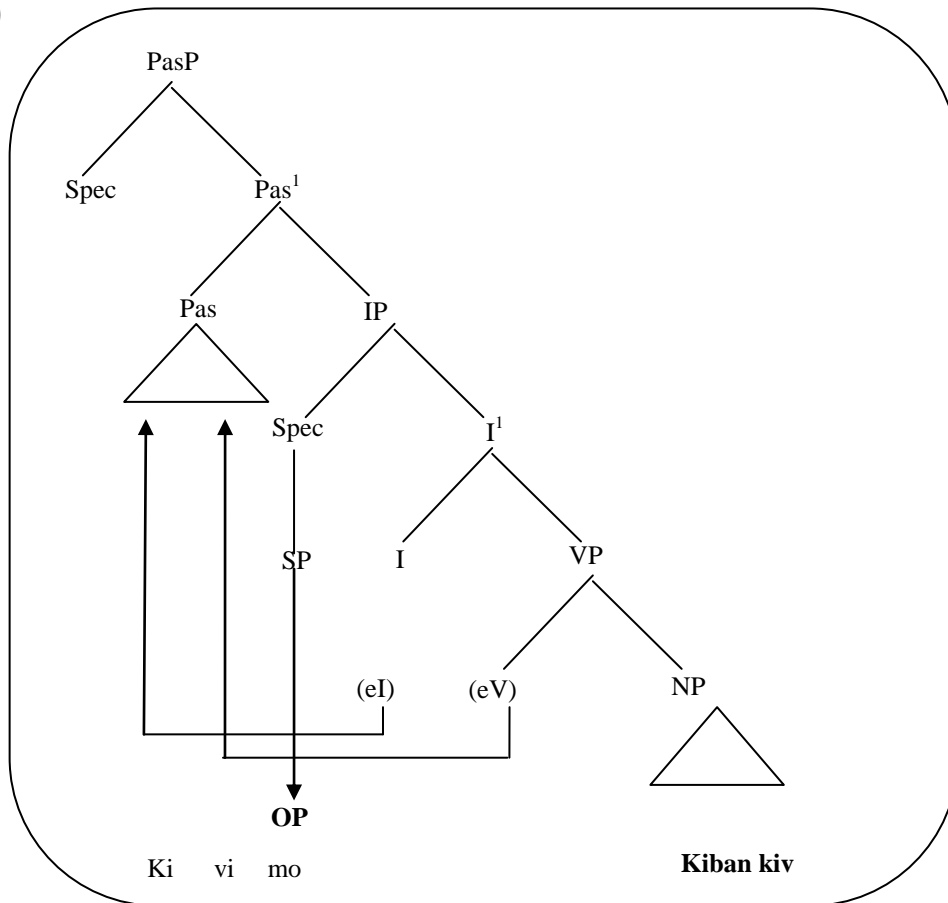 )
PasP
Spec Pas¹
Pas IP
Spec I¹
SP I VP
(eI) (eV) NP
OP
Ki vi mo Kiban kiv